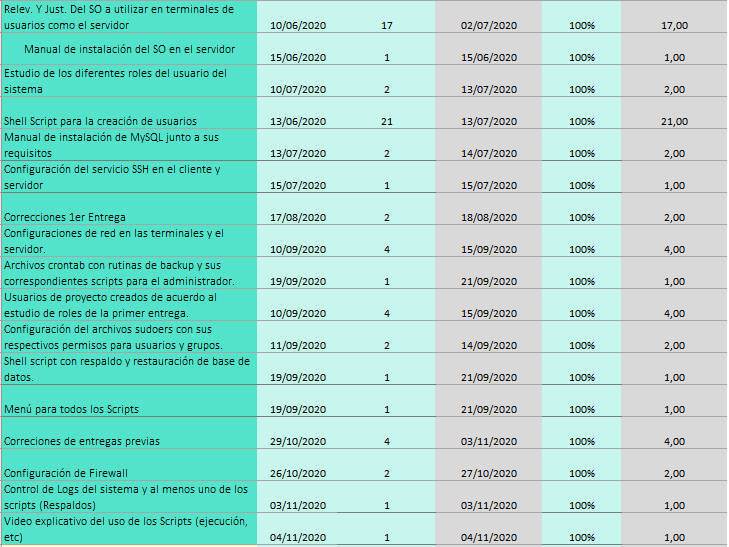 Relev. Y Just. Del SO a utilizar en terminales de
usuarios como el servidor 10/06/2020 17 02/07/2020 100% 17,00
Manual de instalación del SO en el servidor 15/06/2020 1 15/06/2020 100% 1,00
Estudio de los diferentes roles del usuario del
sistema 10/07/2020 2 13/07/2020 100% 2,00
Shell Script para la creación de usuarios 13/06/2020 21 13/07/2020 100% 21,00
Manual de instalación de MySQL junto a sus
requisitos 13/07/2020 2 14/07/2020 100% 2,00
Configuración del servicio SSH en el cliente y
servidor 15/07/2020 1 15/07/2020 100% 1,00
Correcciones 1er Entrega 17/08/2020 2 18/08/2020 100% 2,00
Configuraciones de red en las terminales y el
servidor. 10/09/2020 4 15/09/2020 100% 4,00
Archivos crontab con rutinas de backup y sus
correspondientes scripts para el administrador. 19/09/2020 1 21/09/2020 100% 1,00
Usuarios de proyecto creados de acuerdo al
estudio de roles de la primer entrega. 10/09/2020 4 15/09/2020 100% 4,00
Configuración del archivos sudoers con sus
respectivos permisos para usuarios y grupos. 11/09/2020 2 14/09/2020 100% 2,00
Shell script con respaldo y restauración de base de
datos. 19/09/2020 1 21/09/2020 100% 1,00
Menú para todos los Scripts 19/09/2020 1 21/09/2020 100% 1,00
Correciones de entregas previas 29/10/2020 4 03/11/2020 100% 4,00
Configuración de Firewall 26/10/2020 2 27/10/2020 100% 2,00
Control de Logs del sistema y al menos uno de los
scripts (Respaldos) 03/11/2020 1 03/11/2020 100% 1,00
Video explicativo del uso de los Scripts (ejecución,
etc) 04/11/2020 1 04/11/2020 100% 1,00